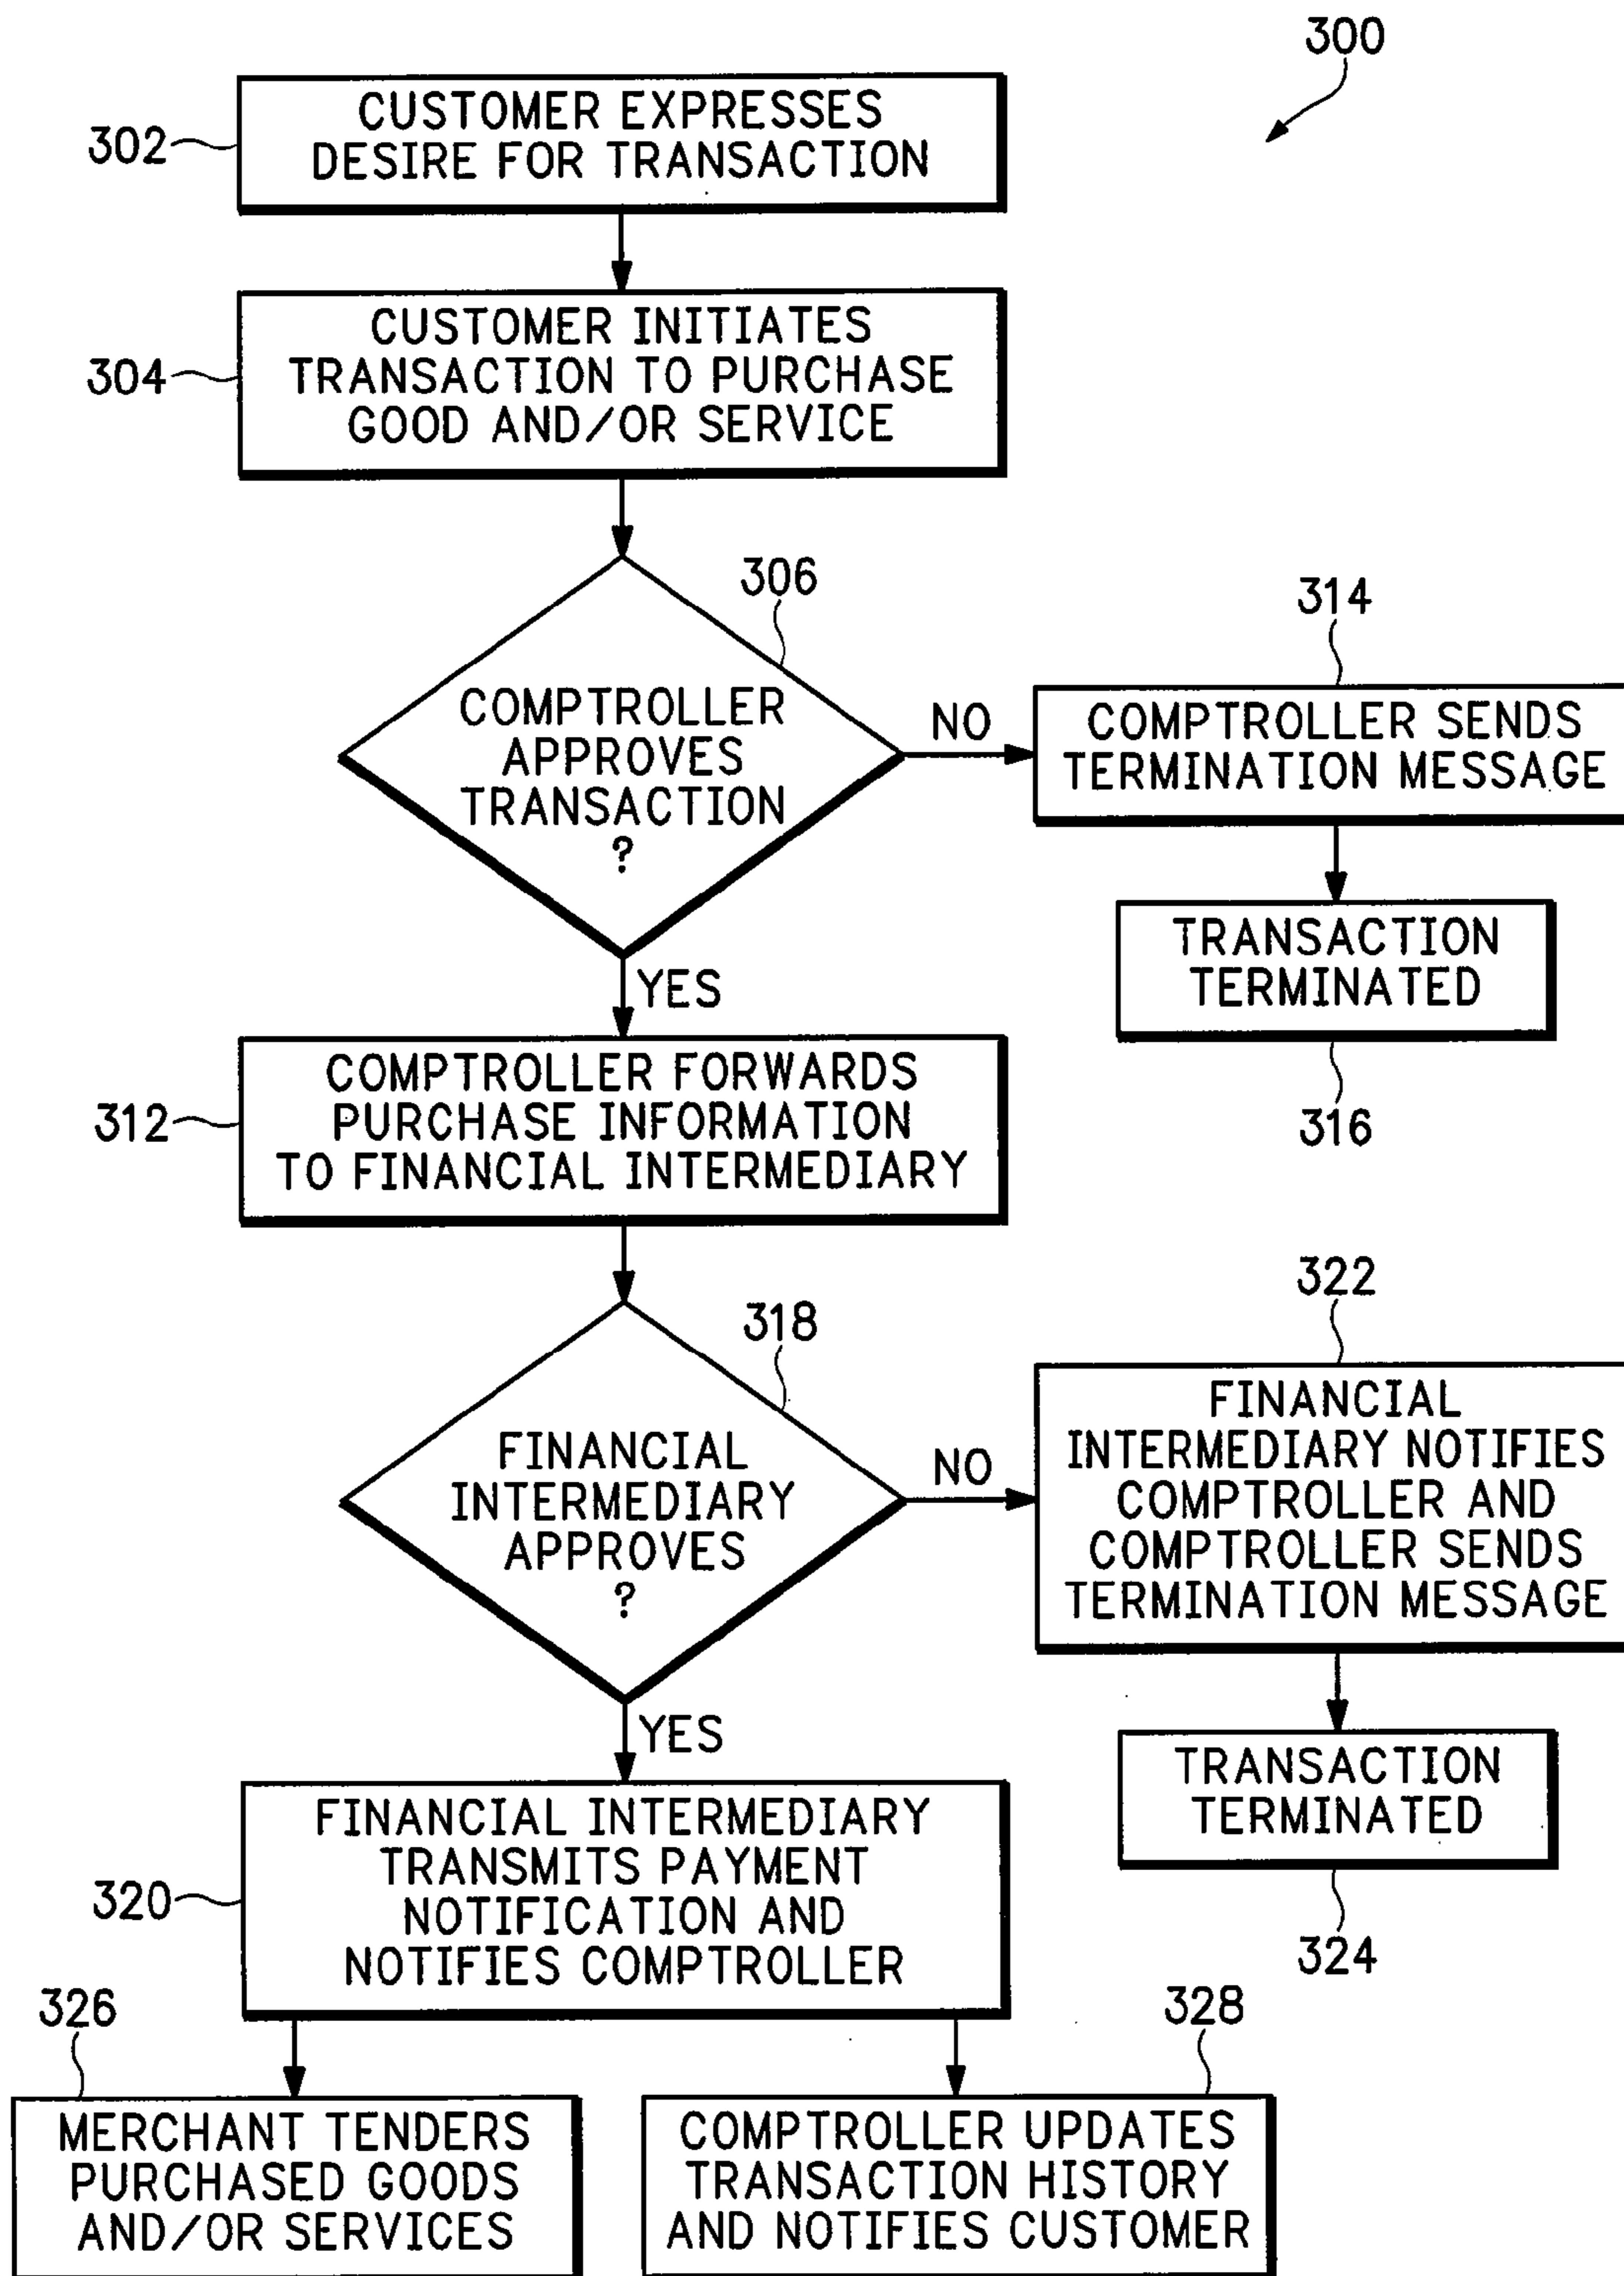 300
302
CUSTOMER EXPRESSES
DESIRE FOR TRANSACTION
304
CUSTOMER INITIATES
TRANSACTION TO PURCHASE
GOOD AND/OR SERVICE
306
COMPTROLLER
APPROVES
TRANSACTION
?
NO
314
COMPTROLLER SENDS
TERMINATION MESSAGE
TRANSACTION
TERMINATED
316
YES
312
COMPTROLLER FORWARDS
PURCHASE INFORMATION
TO FINANCIAL INTERMEDIARY
318
FINANCIAL
INTERMEDIARY
APPROVES
?
NO
322
FINANCIAL
INTERMEDIARY NOTIFIES
COMPTROLLER AND
COMPTROLLER SENDS
TERMINATION MESSAGE
TRANSACTION
TERMINATED
324
YES
320
FINANCIAL INTERMEDIARY
TRANSMITS PAYMENT
NOTIFICATION AND
NOTIFIES COMPTROLLER
326
MERCHANT TENDERS
PURCHASED GOODS
AND/OR SERVICES
328
COMPTROLLER UPDATES
TRANSACTION HISTORY
AND NOTIFIES CUSTOMER